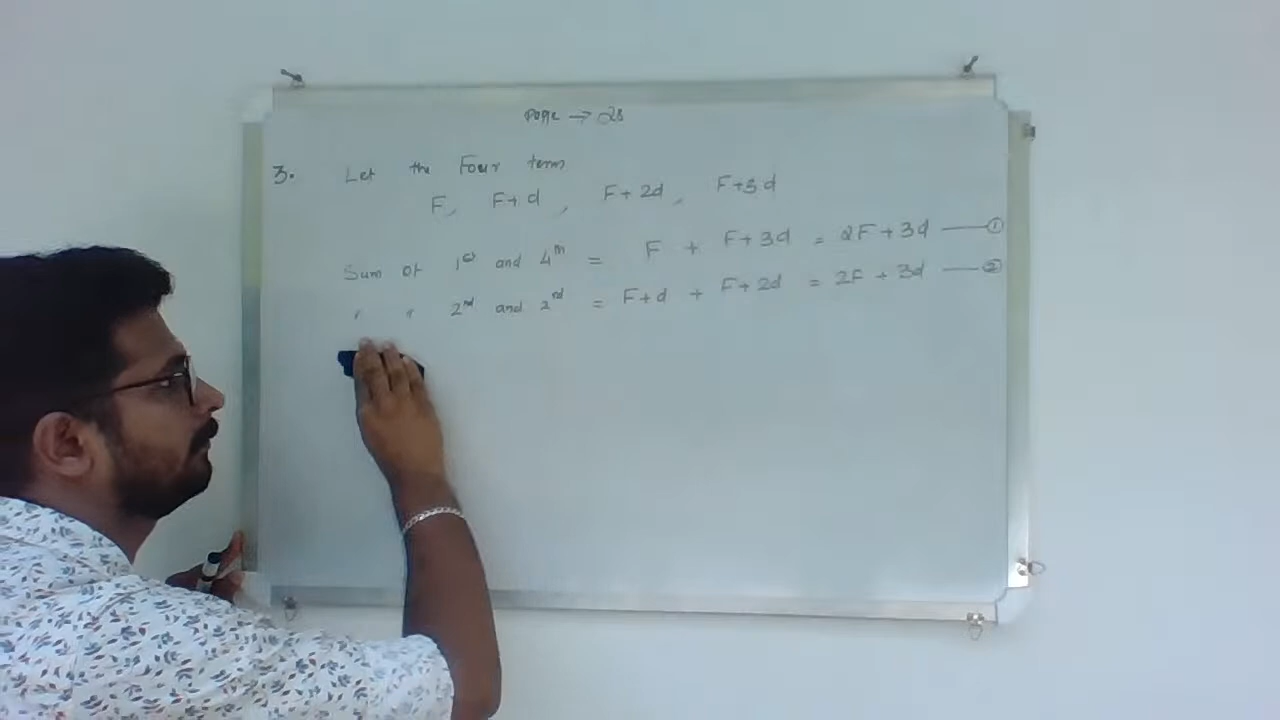 Page → 28
3. Let the Four term
F, F+d, F+2d, F+3d
Sum of 1st and 4th = F + F+3d = 2F+3d —— ①
〃 〃 2nd and 2rd = F+d + F+2d = 2F + 3d —— ②